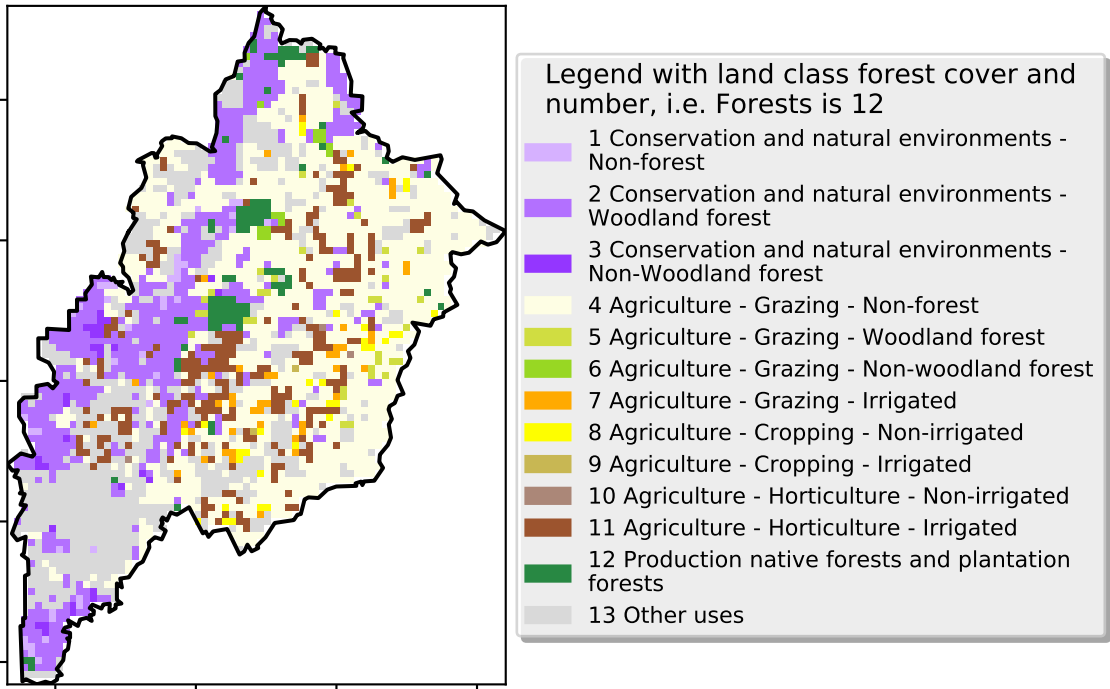 Legend with land class forest cover and
number, i.e. Forests is 12
1 Conservation and natural environments -
Non-forest
2 Conservation and natural environments -
Woodland forest
3 Conservation and natural environments -
Non-Woodland forest
4 Agriculture - Grazing - Non-forest
5 Agriculture - Grazing - Woodland forest
6 Agriculture - Grazing - Non-woodland forest
7 Agriculture - Grazing - Irrigated
8 Agriculture - Cropping - Non-irrigated
9 Agriculture - Cropping - Irrigated
10 Agriculture - Horticulture - Non-irrigated
11 Agriculture - Horticulture - Irrigated
12 Production native forests and plantation
forests
13 Other uses